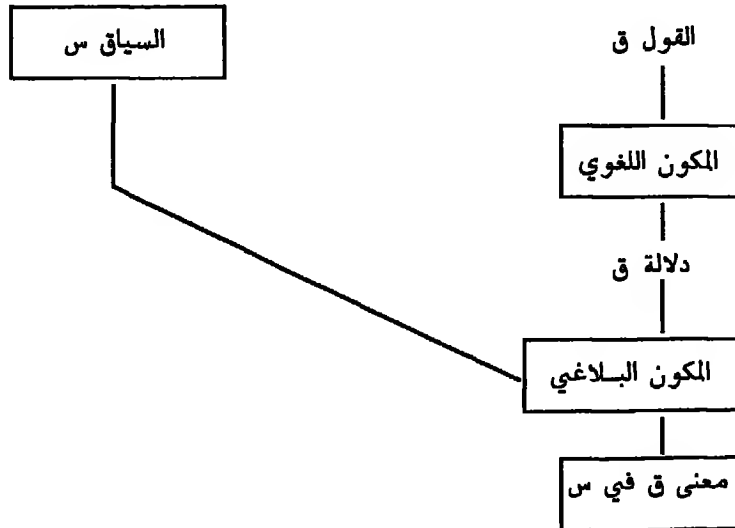 القول ق
السياق س
المكون اللغوي
دلالة ق
المكون البلاغي
معنى ق في س